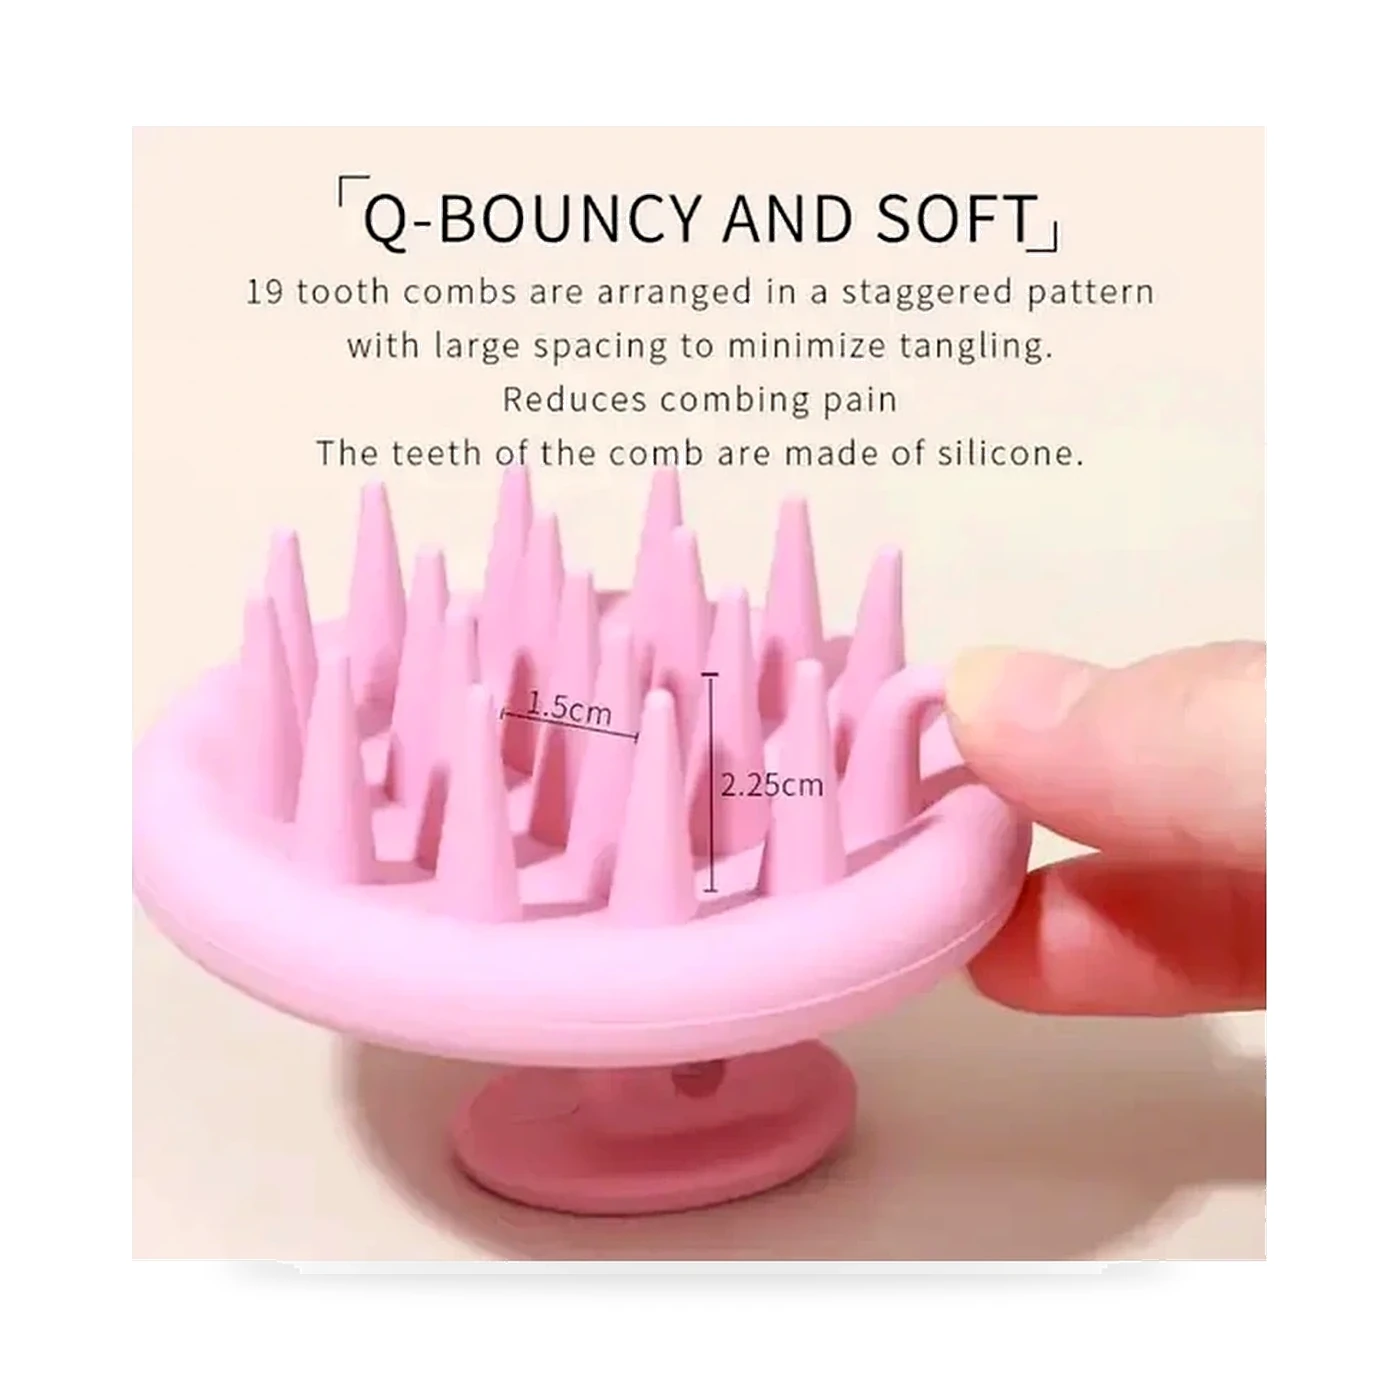 「Q-BOUNCY AND SOFT」
19 tooth combs are arranged in a staggered pattern
with large spacing to minimize tangling.
Reduces combing pain
The teeth of the comb are made of silicone.
1.5cm
2.25cm